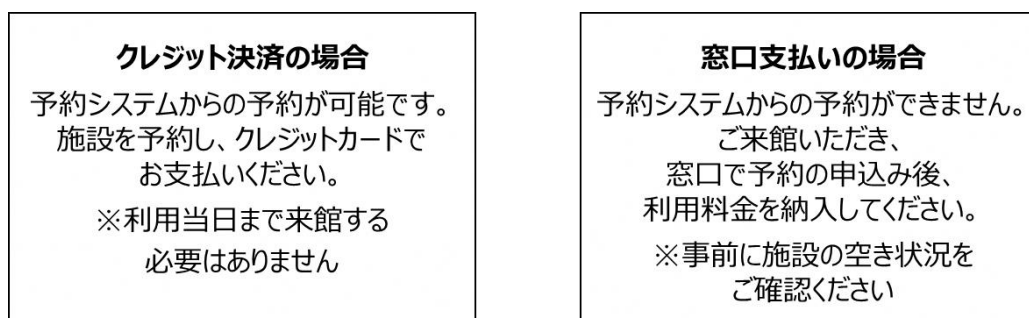 クレジット決済の場合
予約システムからの予約が可能です。
施設を予約し、クレジットカードで
お支払いください。
※利用当日まで来館する
必要はありません
窓口支払いの場合
予約システムからの予約ができません。
ご来館いただき、
窓口で予約の申込み後、
利用料金を納入してください。
※事前に施設の空き状況を
ご確認ください